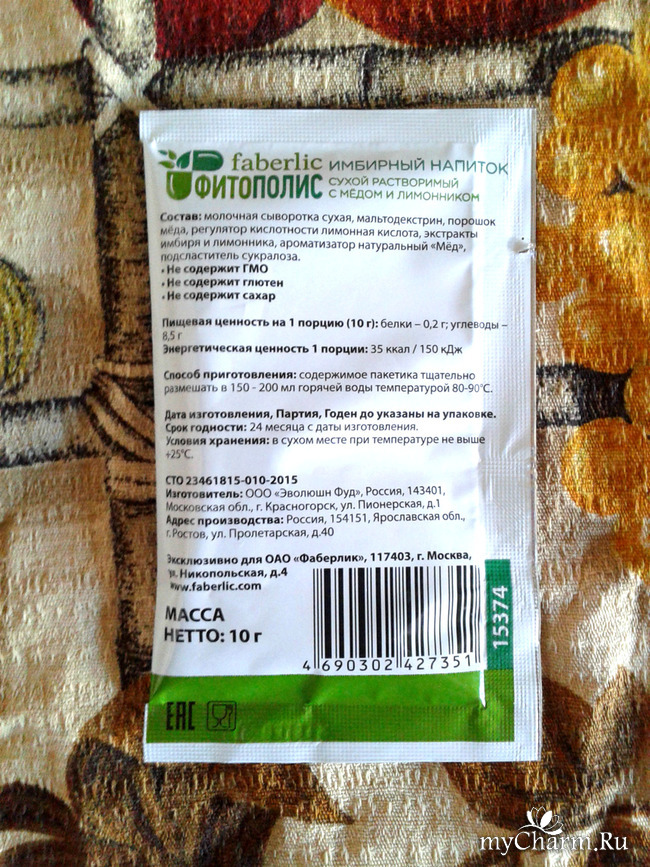 faberlic
ФИТОПОЛИС
ИМБИРНЫЙ НАПИТОК
СУХОЙ РАСТВОРИМЫЙ
С МЁДОМ И ЛИМОННИКОМ
Состав: молочная сыворотка сухая, мальтодекстрин, порошок
мёда, регулятор кислотности лимонная кислота, экстракты
имбиря и лимонника, ароматизатор натуральный «Мёд»,
подсластитель сукралоза.
• Не содержит ГМО
• Не содержит глютен
• Не содержит сахар
Пищевая ценность на 1 порцию (10 г): белки – 0,2 г; углеводы –
8,5 г
Энергетическая ценность 1 порции: 35 ккал / 150 кДж
Способ приготовления: содержимое пакетика тщательно
размешать в 150 - 200 мл горячей воды температурой 80-90°С.
Дата изготовления, Партия, Годен до указаны на упаковке.
Срок годности: 24 месяца с даты изготовления.
Условия хранения: в сухом месте при температуре не выше
+25°С.
СТО 23461815-010-2015
Изготовитель: ООО «Эволюшн Фуд», Россия, 143401,
Московская обл., г. Красногорск, ул. Пионерская, д.1
Адрес производства: Россия, 154151, Ярославская обл.,
г. Ростов, ул. Пролетарская, д.40
Эксклюзивно для ОАО «Фаберлик», 117403, г. Москва,
ул. Никопольская, д.4
www.faberlic.com
МАССА
НЕТТО: 10 г
4 690302 427351
15374
EAC
myCharm.Ru